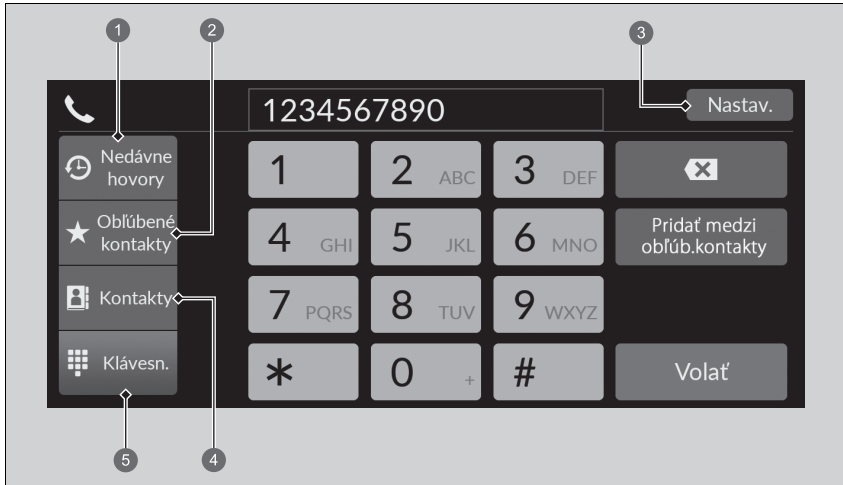 1
2
3
1234567890
Nastav.
Nedávne
hovory
1
2 ABC
3 DEF
Obľúbené
kontakty
4 GHI
5 JKL
6 MNO
Pridať medzi
obľúb.kontakty
Kontakty
7 PQRS
8 TUV
9 WXYZ
Klávesn.
*
0 +
#
Volať
5
4